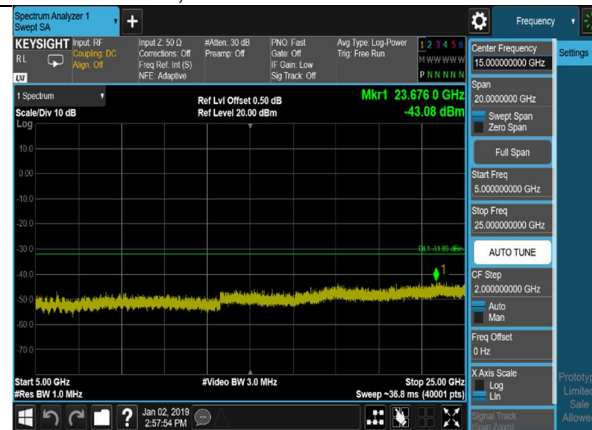 Spectrum Analyzer 1
Swept SA
+
Frequency
KEYSIGHT
RL
LXI
Input: RF
Coupling: DC
Align: Off
Input Z: 50 Ω
Corrections: Off
Freq Ref: Int (S)
NFE: Adaptive
#Atten: 30 dB
Preamp: Off
PNO: Fast
Gate: Off
IF Gain: Low
Sig Track: Off
Avg Type: Log-Power
Trig: Free Run
1 2 3 4 5 6
M W W W W W
P N N N N N
1 Spectrum
Scale/Div 10 dB
Log
Ref Lvl Offset 0.50 dB
Ref Level 20.00 dBm
Mkr1 23.676 0 GHz
-43.08 dBm
10.0
0.00
-10.0
-20.0
-30.0
-40.0
-50.0
-60.0
-70.0
1
Start 5.00 GHz
#Res BW 1.0 MHz
#Video BW 3.0 MHz
Stop 25.00 GHz
Sweep ~36.8 ms (40001 pts)
?
Jan 02, 2019
2:57:54 PM
Center Frequency
15.000000000 GHz
Settings
Span
20.0000000 GHz
Swept Span
Zero Span
Full Span
Start Freq
5.000000000 GHz
Stop Freq
25.000000000 GHz
AUTO TUNE
CF Step
2.000000000 GHz
Auto
Man
Freq Offset
0 Hz
X Axis Scale
Log
Lin
Signal Track
(Span Zoom)